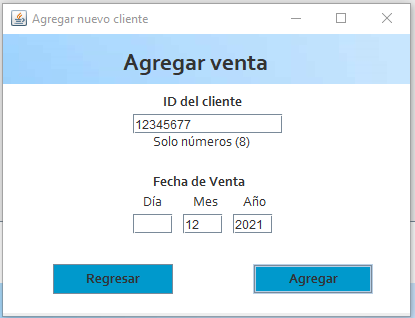 Agregar nuevo cliente
Agregar venta
ID del cliente
12345677
Solo números (8)
Fecha de Venta
Día Mes Año
12 2021
Regresar Agregar